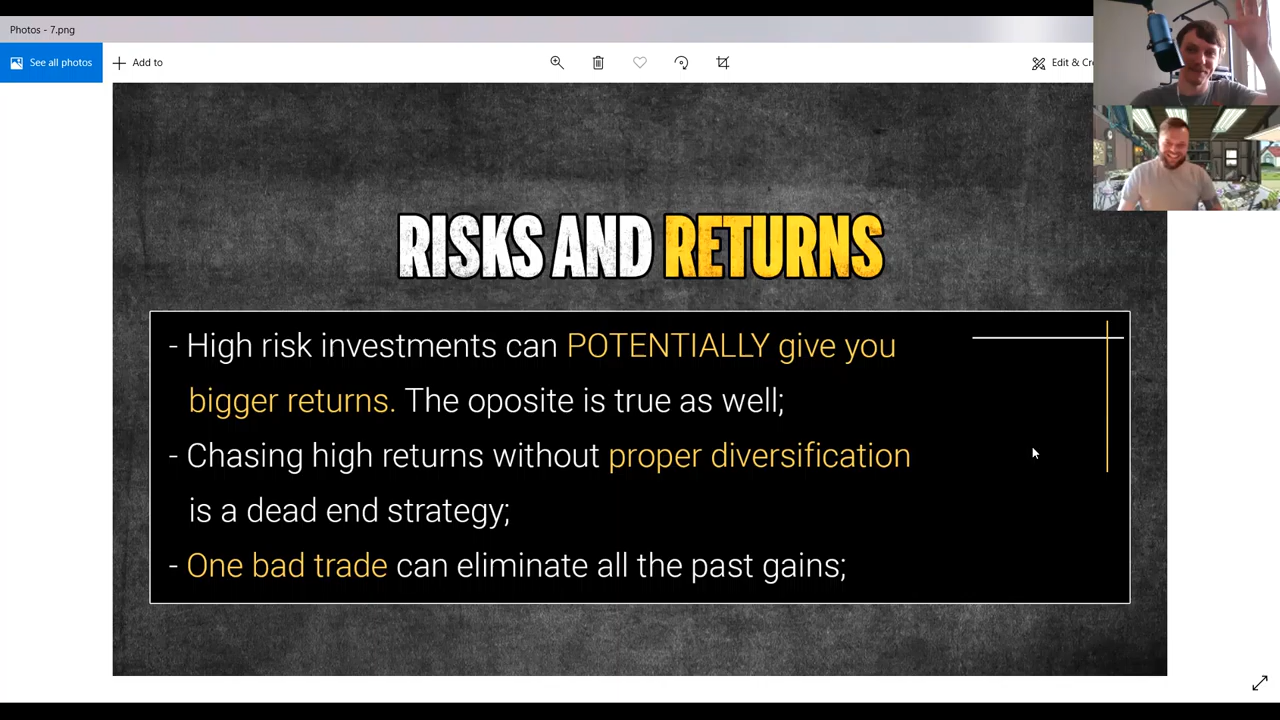 Photos - 7.png
See all photos
Add to
Edit & Cr
RISKS AND RETURNS
- High risk investments can POTENTIALLY give you
bigger returns. The oposite is true as well;
- Chasing high returns without proper diversification
is a dead end strategy;
- One bad trade can eliminate all the past gains;